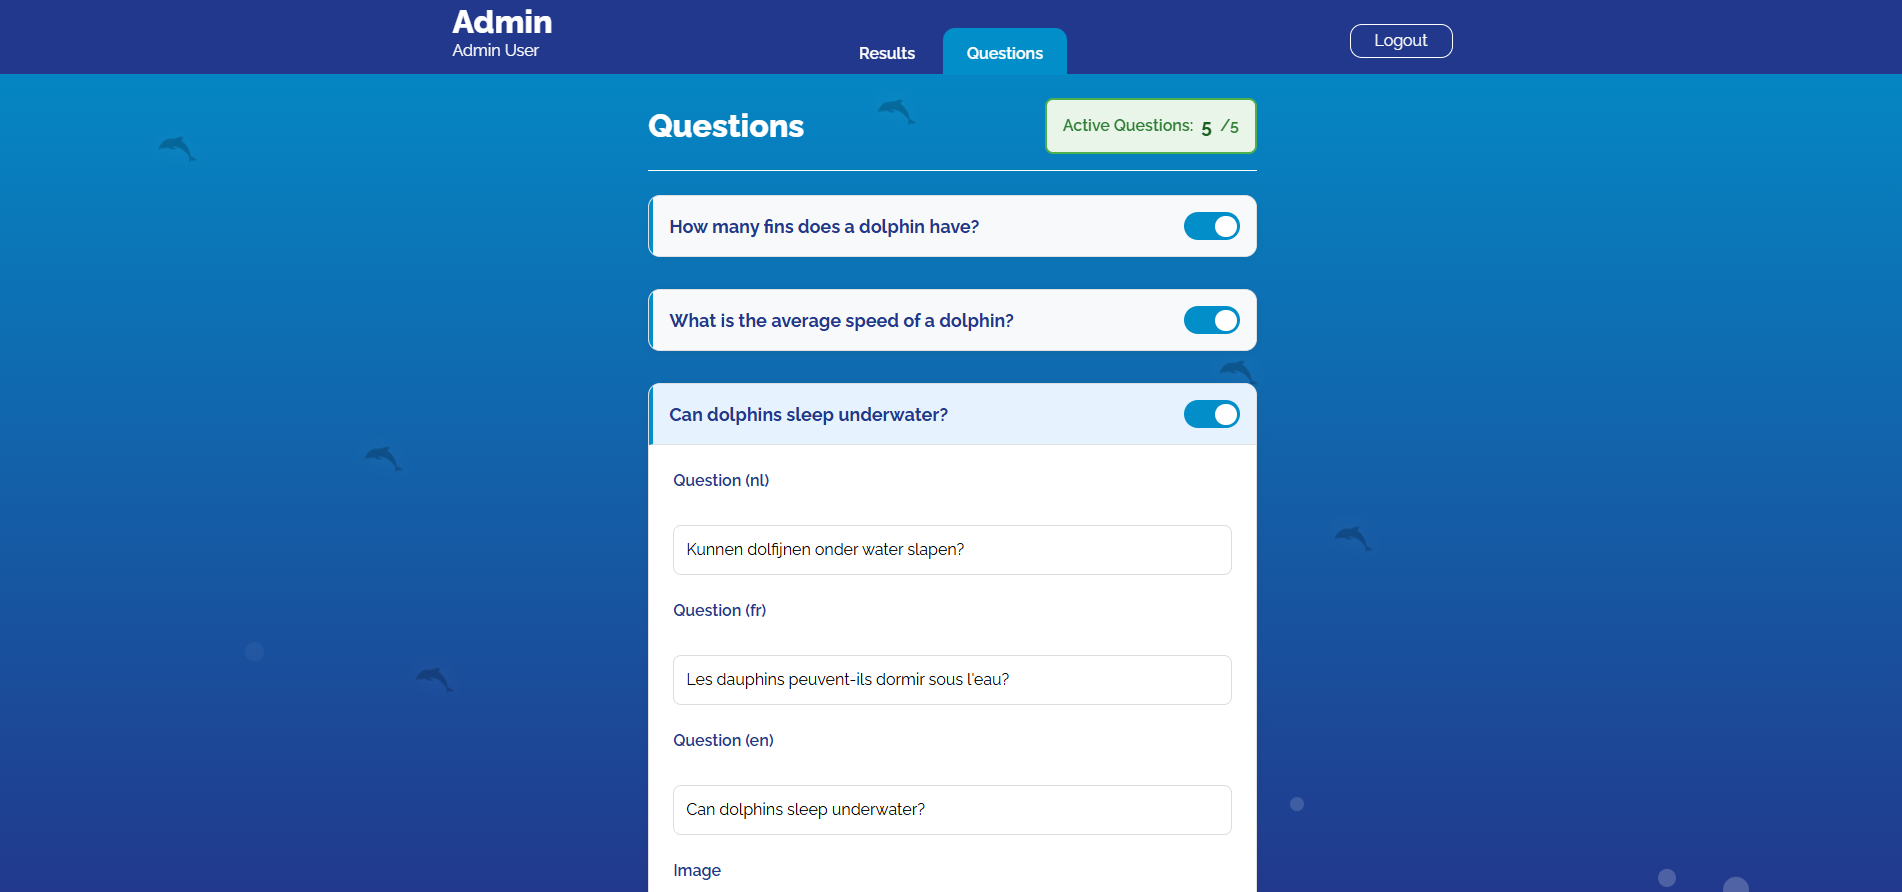 Admin
Admin User
Results
Questions
Logout
Questions
Active Questions: 5 /5
How many fins does a dolphin have?
What is the average speed of a dolphin?
Can dolphins sleep underwater?
Question (nl)
Kunnen dolfijnen onder water slapen?
Question (fr)
Les dauphins peuvent-ils dormir sous l'eau?
Question (en)
Can dolphins sleep underwater?
Image